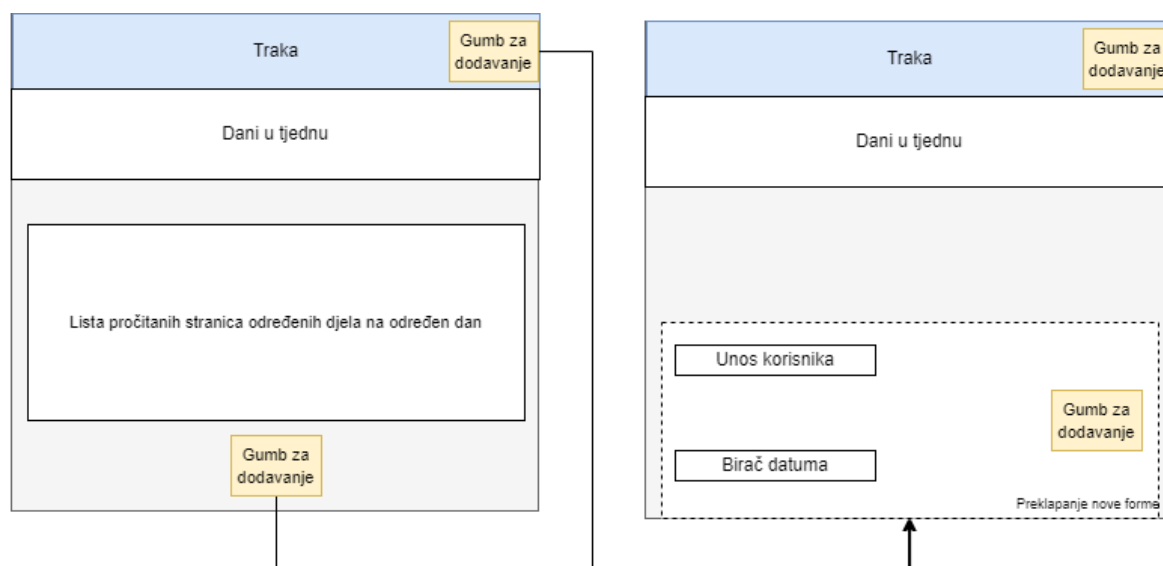 Traka
Gumb za
dodavanje
Dani u tjednu
Lista pročitanih stranica određenih djela na određen dan
Gumb za
dodavanje
Traka
Gumb za
dodavanje
Dani u tjednu
Unos korisnika
Gumb za
dodavanje
Birač datuma
Preklapanje nove forme